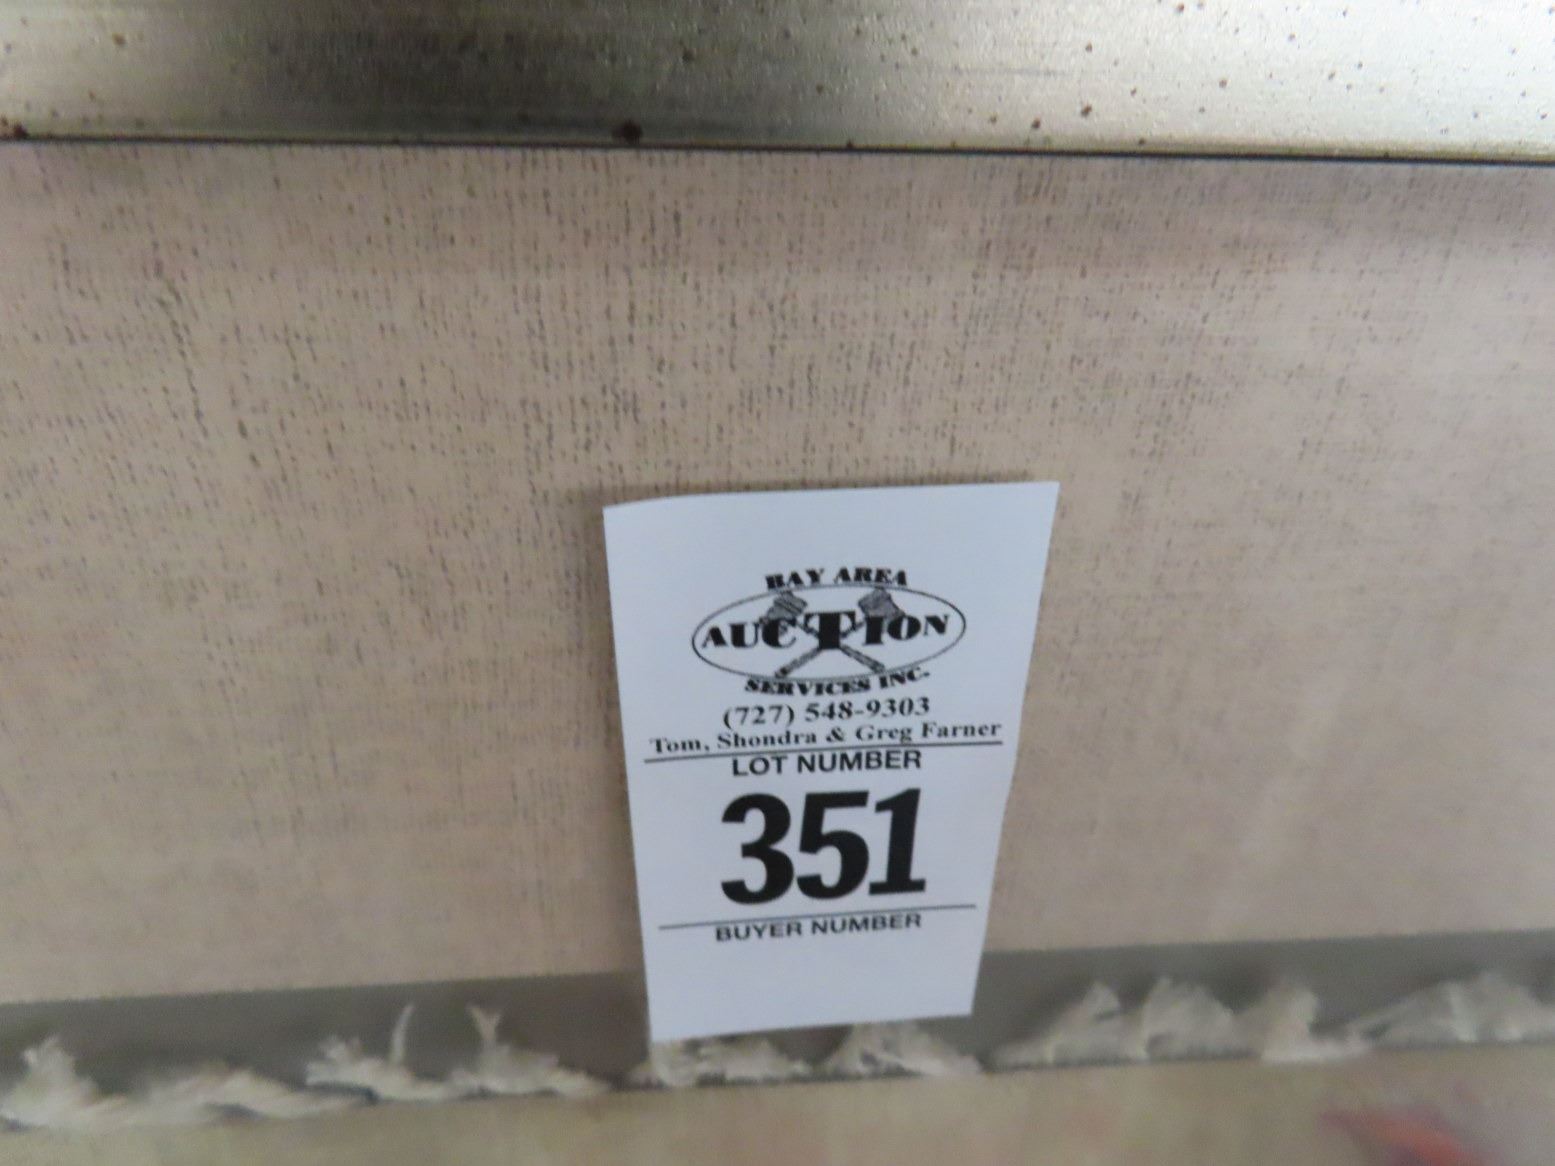 BAY AREA
AUCTION
SERVICES INC.
(727) 548-9303
Tom, Shondra & Greg Farner
LOT NUMBER
351
BUYER NUMBER